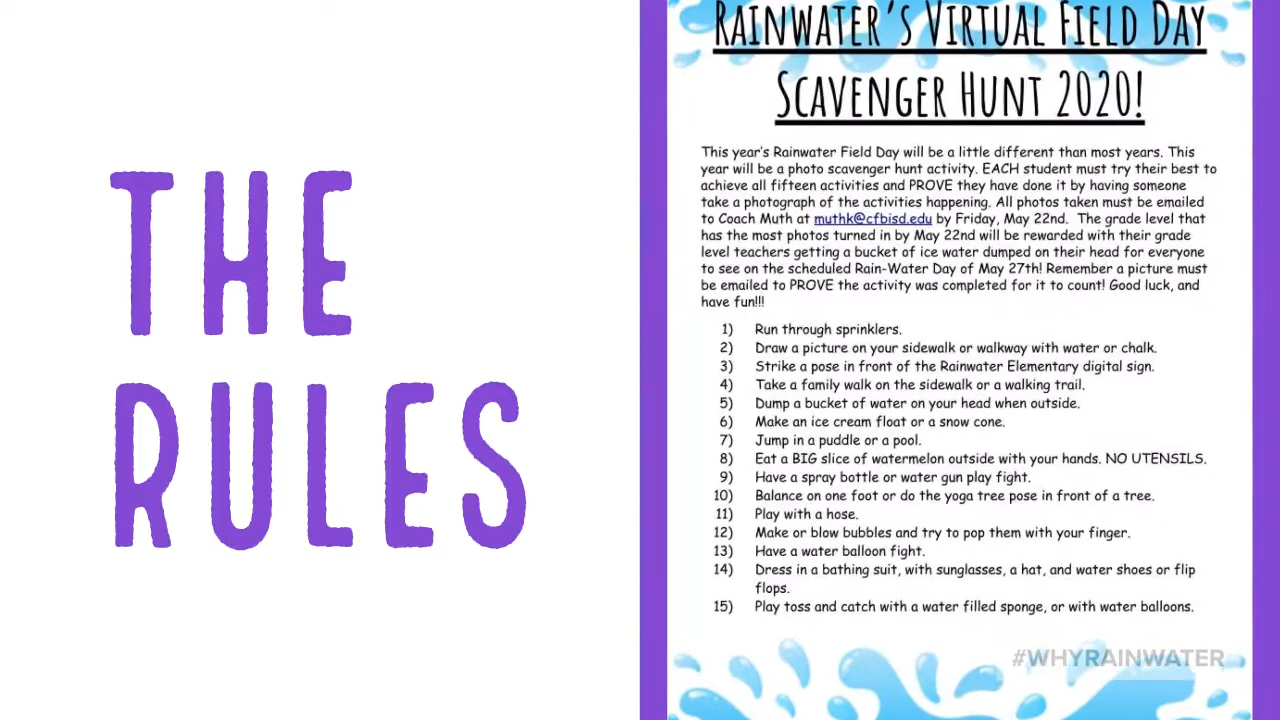 THE
RULES
RAINWATER'S VIRTUAL FIELD DAY
SCAVENGER HUNT 2020!
This year's Rainwater Field Day will be a little different than most years. This
year will be a photo scavenger hunt activity. EACH student must try their best to
achieve all fifteen activities and PROVE they have done it by having someone
take a photograph of the activities happening. All photos taken must be emailed
to Coach Muth at muthk@cfbisd.edu by Friday, May 22nd. The grade level that
has the most photos turned in by May 22nd will be rewarded with their grade
level teachers getting a bucket of ice water dumped on their head for everyone
to see on the scheduled Rain-Water Day of May 27th! Remember a picture must
be emailed to PROVE the activity was completed for it to count! Good luck, and
have fun!!!
1) Run through sprinklers.
2) Draw a picture on your sidewalk or walkway with water or chalk.
3) Strike a pose in front of the Rainwater Elementary digital sign.
4) Take a family walk on the sidewalk or a walking trail.
5) Dump a bucket of water on your head when outside.
6) Make an ice cream float or a snow cone.
7) Jump in a puddle or a pool.
8) Eat a BIG slice of watermelon outside with your hands. NO UTENSILS.
9) Have a spray bottle or water gun play fight.
10) Balance on one foot or do the yoga tree pose in front of a tree.
11) Play with a hose.
12) Make or blow bubbles and try to pop them with your finger.
13) Have a water balloon fight.
14) Dress in a bathing suit, with sunglasses, a hat, and water shoes or flip
flops.
15) Play toss and catch with a water filled sponge, or with water balloons.
#WHYRAINWATER